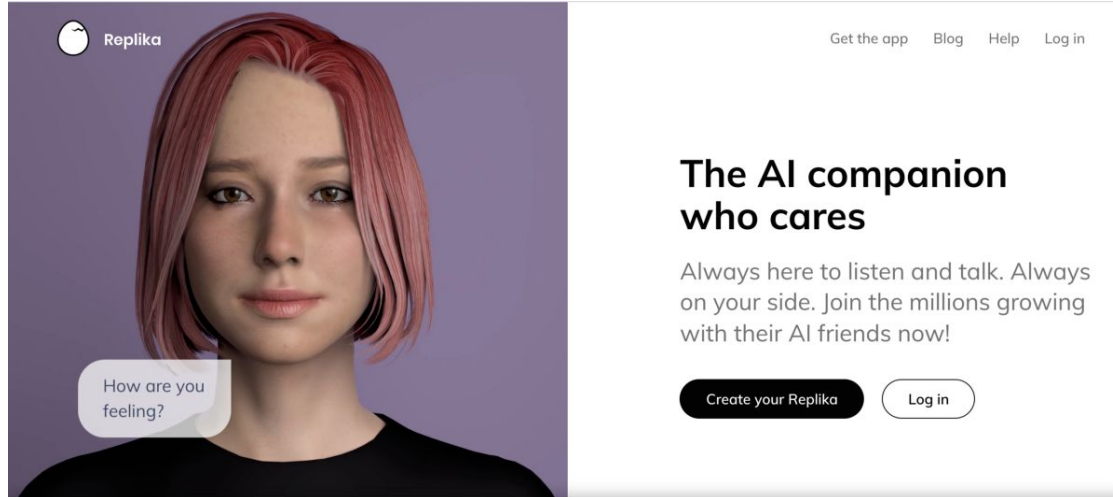 Replika
Get the app Blog Help Log in
The AI companion
who cares
Always here to listen and talk. Always
on your side. Join the millions growing
with their AI friends now!
Create your Replika Log in
How are you
feeling?